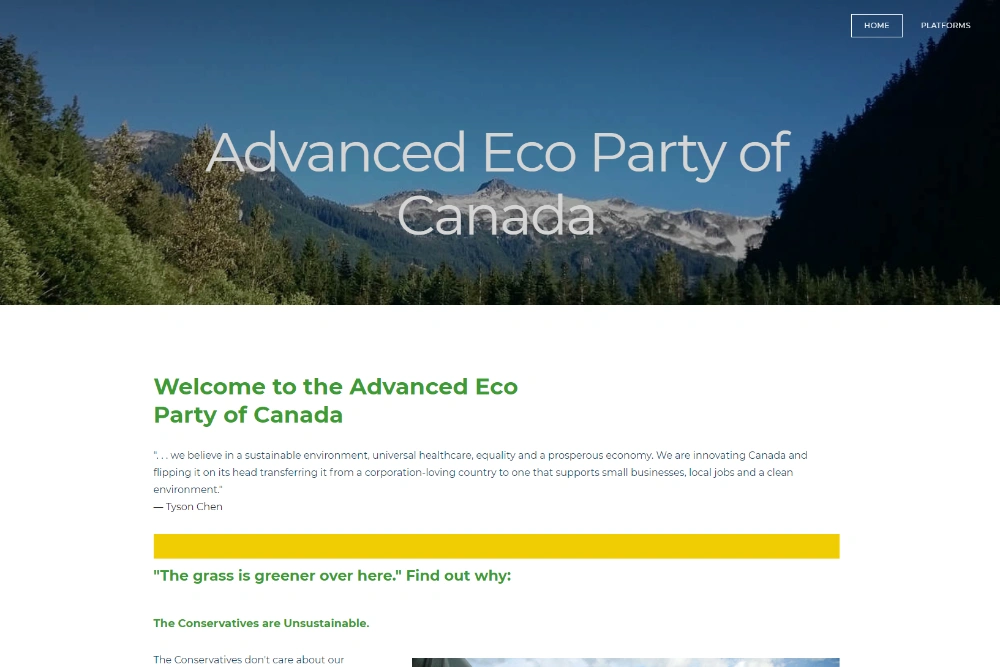 HOME PLATFORMS
Advanced Eco Party of
Canada
Welcome to the Advanced Eco
Party of Canada
". . . we believe in a sustainable environment, universal healthcare, equality and a prosperous economy. We are innovating Canada and
flipping it on its head transferring it from a corporation-loving country to one that supports small businesses, local jobs and a clean
environment."
— Tyson Chen
"The grass is greener over here." Find out why:
The Conservatives are Unsustainable.
The Conservatives don't care about our